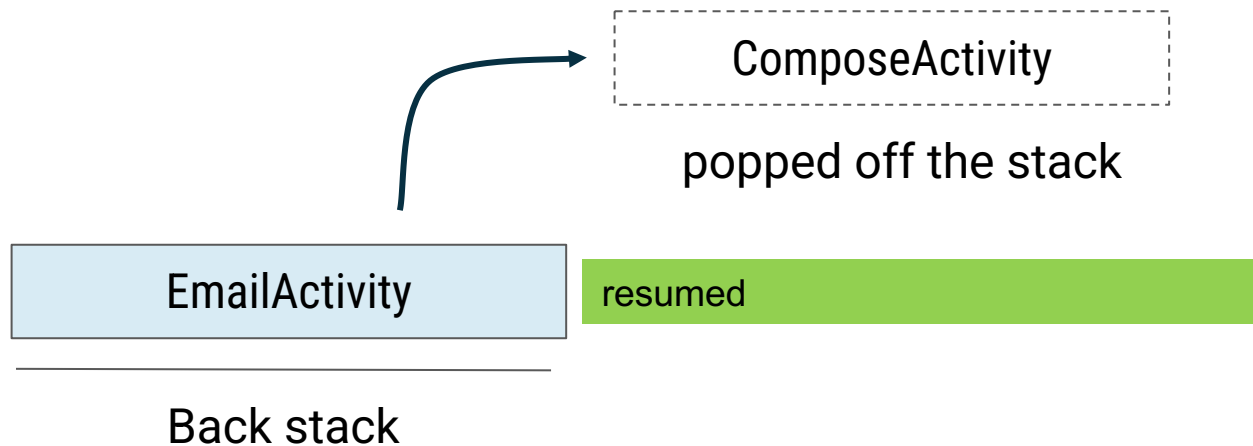 ComposeActivity
popped off the stack
EmailActivity
resumed
Back stack